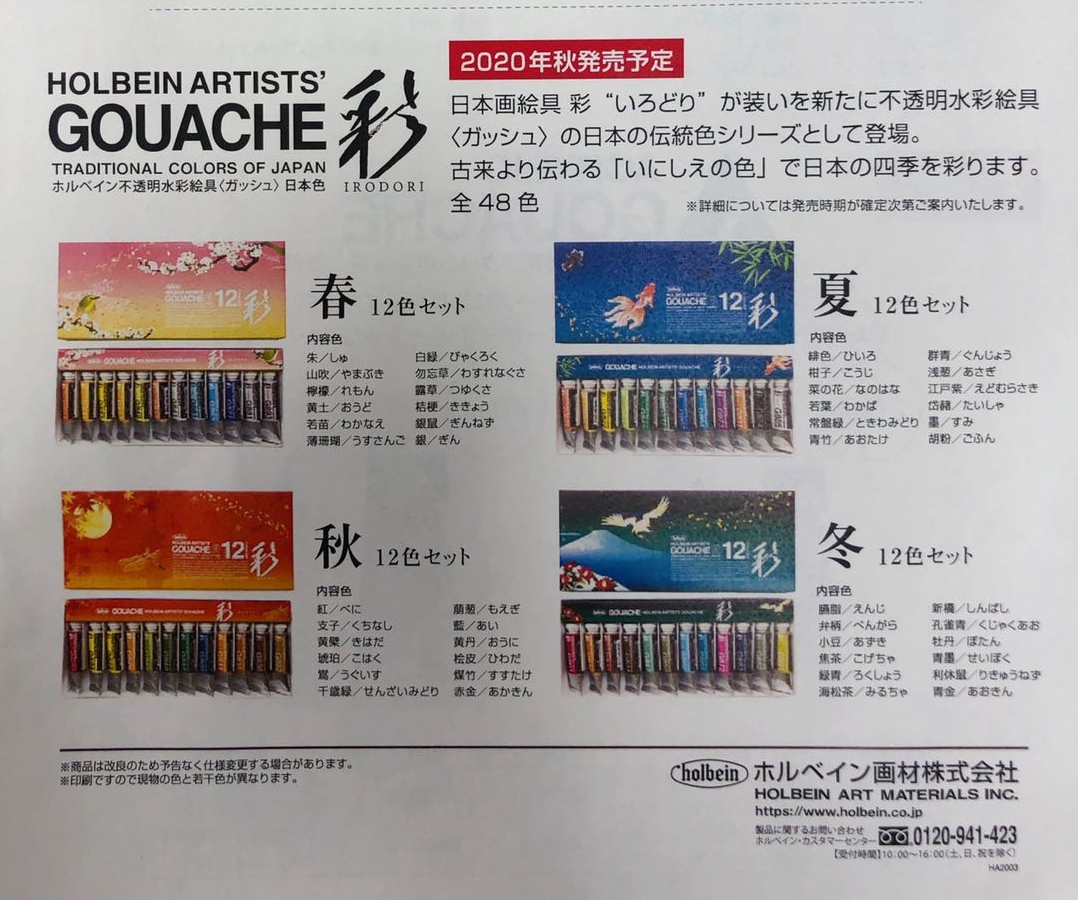 HOLBEIN ARTISTS'
GOUACHE
TRADITIONAL COLORS OF JAPAN
ホルベイン不透明水彩絵具〈ガッシュ〉日本色
彩
IRODORI
2020年秋発売予定
日本画絵具 彩 “いろどり” が装いを新たに不透明水彩絵具
〈ガッシュ〉の日本の伝統色シリーズとして登場。
古来より伝わる「いにしえの色」で日本の四季を彩ります。
全48色
※詳細については発売時期が確定次第ご案内いたします。
GOUACHE 12 彩
GOUACHE
春 12色セット
内容色
朱／しゅ
山吹／やまぶき
檸檬／れもん
黄土／おうど
若苗／わかなえ
薄珊瑚／うすさんご
白緑／びゃくろく
勿忘草／わすれなぐさ
露草／つゆくさ
桔梗／ききょう
銀鼠／ぎんねず
銀／ぎん
GOUACHE 12 彩
GOUACHE
夏 12色セット
内容色
緋色／ひいろ
柑子／こうじ
菜の花／なのはな
若葉／わかば
常盤緑／ときわみどり
青竹／あおたけ
群青／ぐんじょう
浅葱／あさぎ
江戸紫／えどむらさき
岱赭／たいしゃ
墨／すみ
胡粉／ごふん
GOUACHE 12 彩
GOUACHE HOLBEIN ARTISTS' GOUACHE 彩
秋 12色セット
内容色
紅／べに
支子／くちなし
黄檗／きはだ
琥珀／こはく
鶯／うぐいす
千歳緑／せんざいみどり
萠葱／もえぎ
藍／あい
黄丹／おうに
桧皮／ひわだ
煤竹／すすたけ
赤金／あかきん
GOUACHE 12 彩
GOUACHE HOLBEIN ARTISTS' GOUACHE 彩
冬 12色セット
内容色
臙脂／えんじ
弁柄／べんがら
小豆／あずき
焦茶／こげちゃ
緑青／ろくしょう
海松茶／みるちゃ
新橋／しんばし
孔雀青／くじゃくあお
牡丹／ぼたん
青墨／せいぼく
利休鼠／りきゅうねず
青金／あおきん
※商品は改良のため予告なく仕様変更する場合があります。
※印刷ですので現物の色と若干色が異なります。
holbein ホルベイン画材株式会社
HOLBEIN ART MATERIALS INC.
https://www.holbein.co.jp
製品に関するお問い合わせ
ホルベイン・カスタマーセンター 0120-941-423
【受付時間】10:00〜16:00(土、日、祝を除く)
HA2003